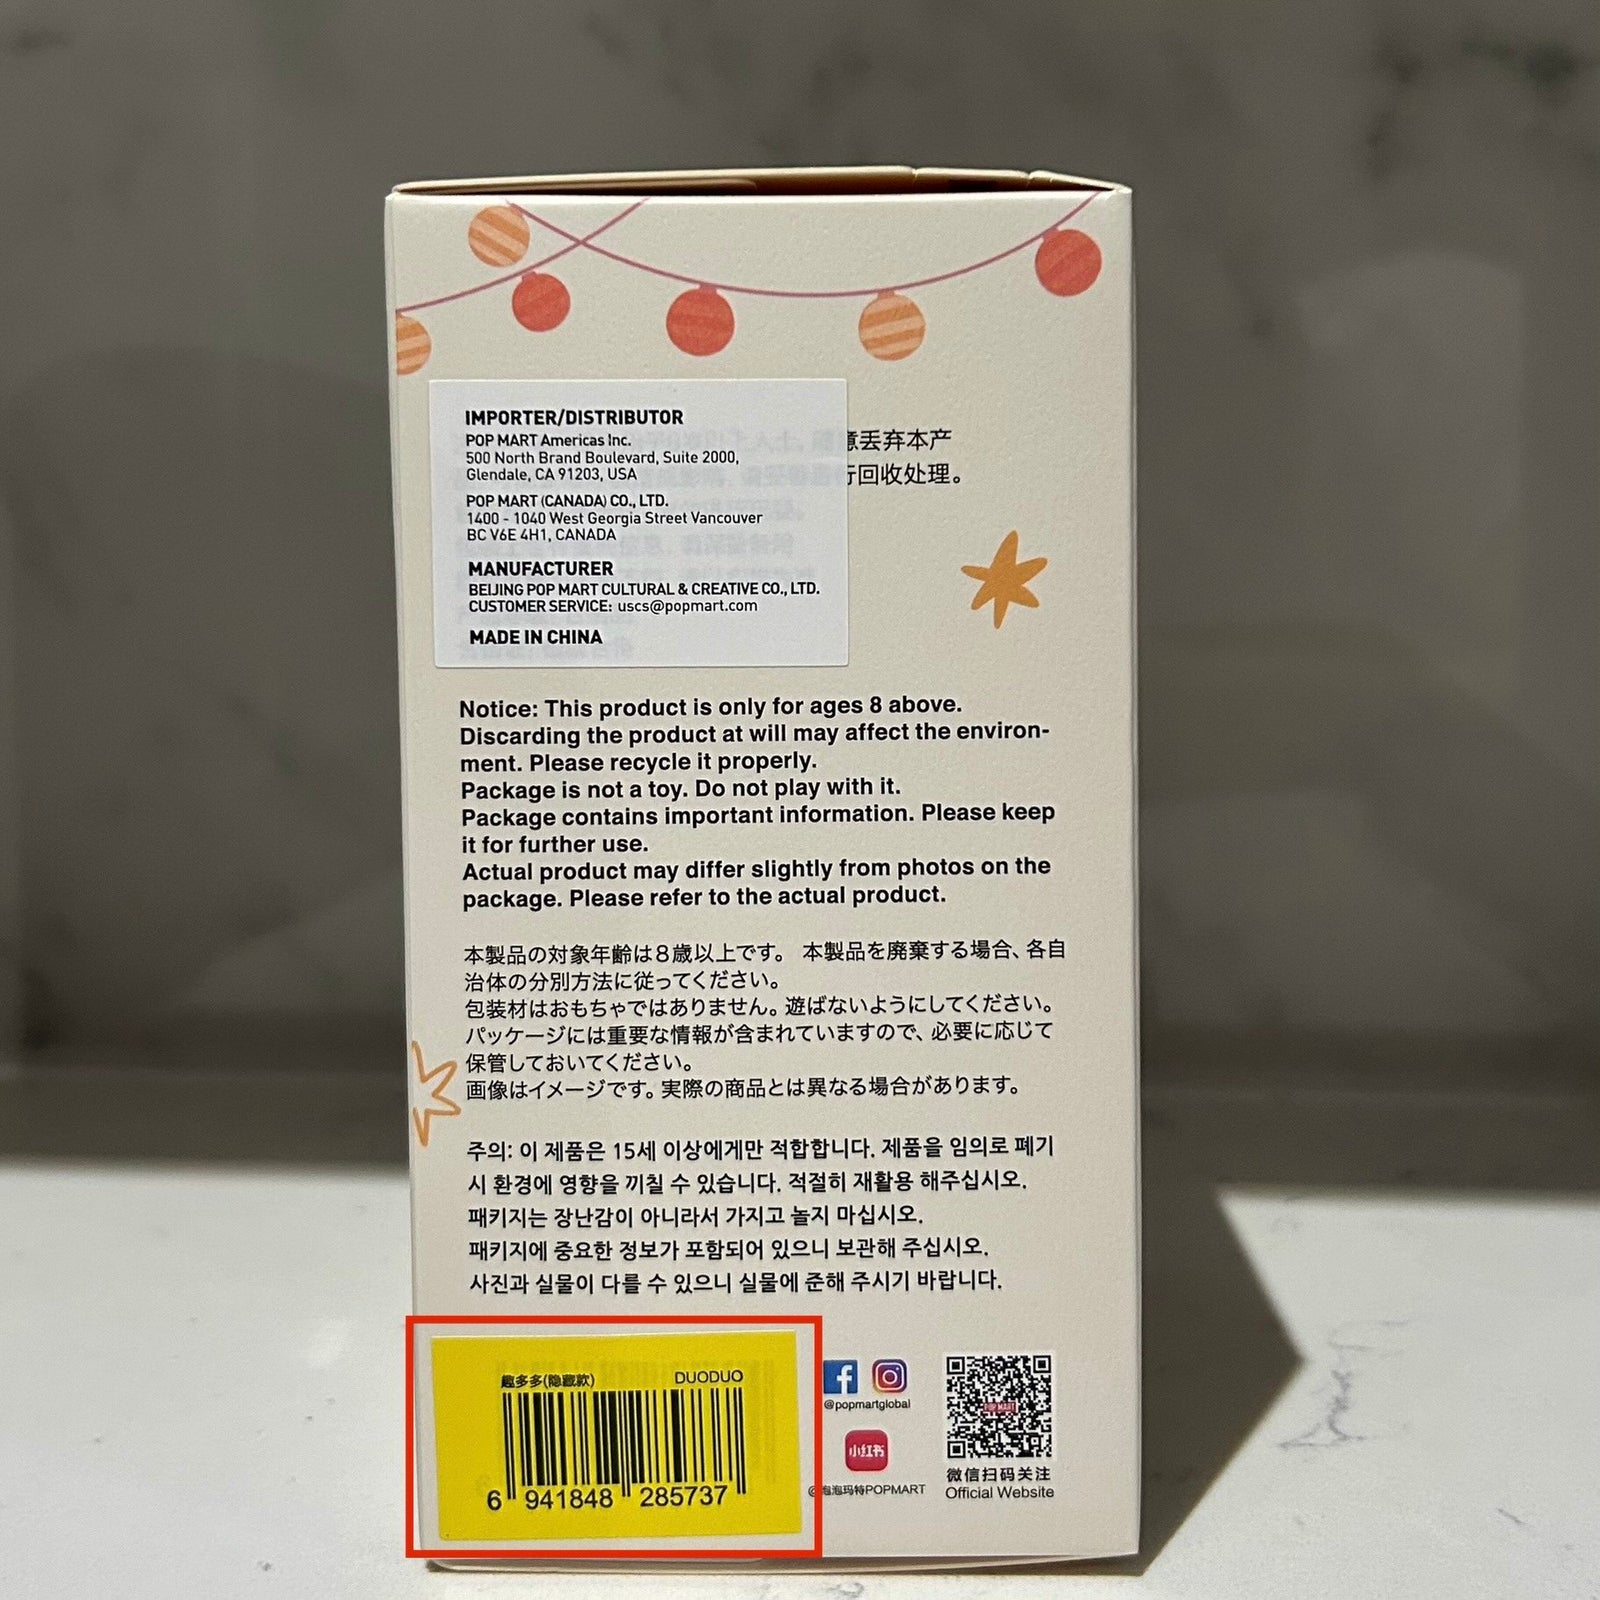 IMPORTER/DISTRIBUTOR
POP MART Americas Inc.
500 North Brand Boulevard, Suite 2000,
Glendale, CA 91203, USA
POP MART (CANADA) CO., LTD.
1400 - 1040 West Georgia Street Vancouver
BC V6E 4H1, CANADA
MANUFACTURER
BEIJING POP MART CULTURAL & CREATIVE CO., LTD.
CUSTOMER SERVICE: uscs@popmart.com
MADE IN CHINA
意丢弃本产
行回收处理。
Notice: This product is only for ages 8 above.
Discarding the product at will may affect the environ-
ment. Please recycle it properly.
Package is not a toy. Do not play with it.
Package contains important information. Please keep
it for further use.
Actual product may differ slightly from photos on the
package. Please refer to the actual product.
本製品の対象年齢は8歳以上です。 本製品を廃棄する場合、各自
治体の分別方法に従ってください。
包装材はおもちゃではありません。遊ばないようにしてください。
パッケージには重要な情報が含まれていますので、必要に応じて
保管しておいてください。
画像はイメージです。実際の商品とは異なる場合があります。
주의: 이 제품은 15세 이상에게만 적합합니다. 제품을 임의로 폐기
시 환경에 영향을 끼칠 수 있습니다. 적절히 재활용 해주십시오.
패키지는 장난감이 아니라서 가지고 놀지 마십시오.
패키지에 중요한 정보가 포함되어 있으니 보관해 주십시오.
사진과 실물이 다를 수 있으니 실물에 준해 주시기 바랍니다.
趣多多(隐藏款) DUODUO
6 941848 285737
@popmartglobal
小红书
@泡泡玛特POPMART
POP MART
微信扫码关注
Official Website